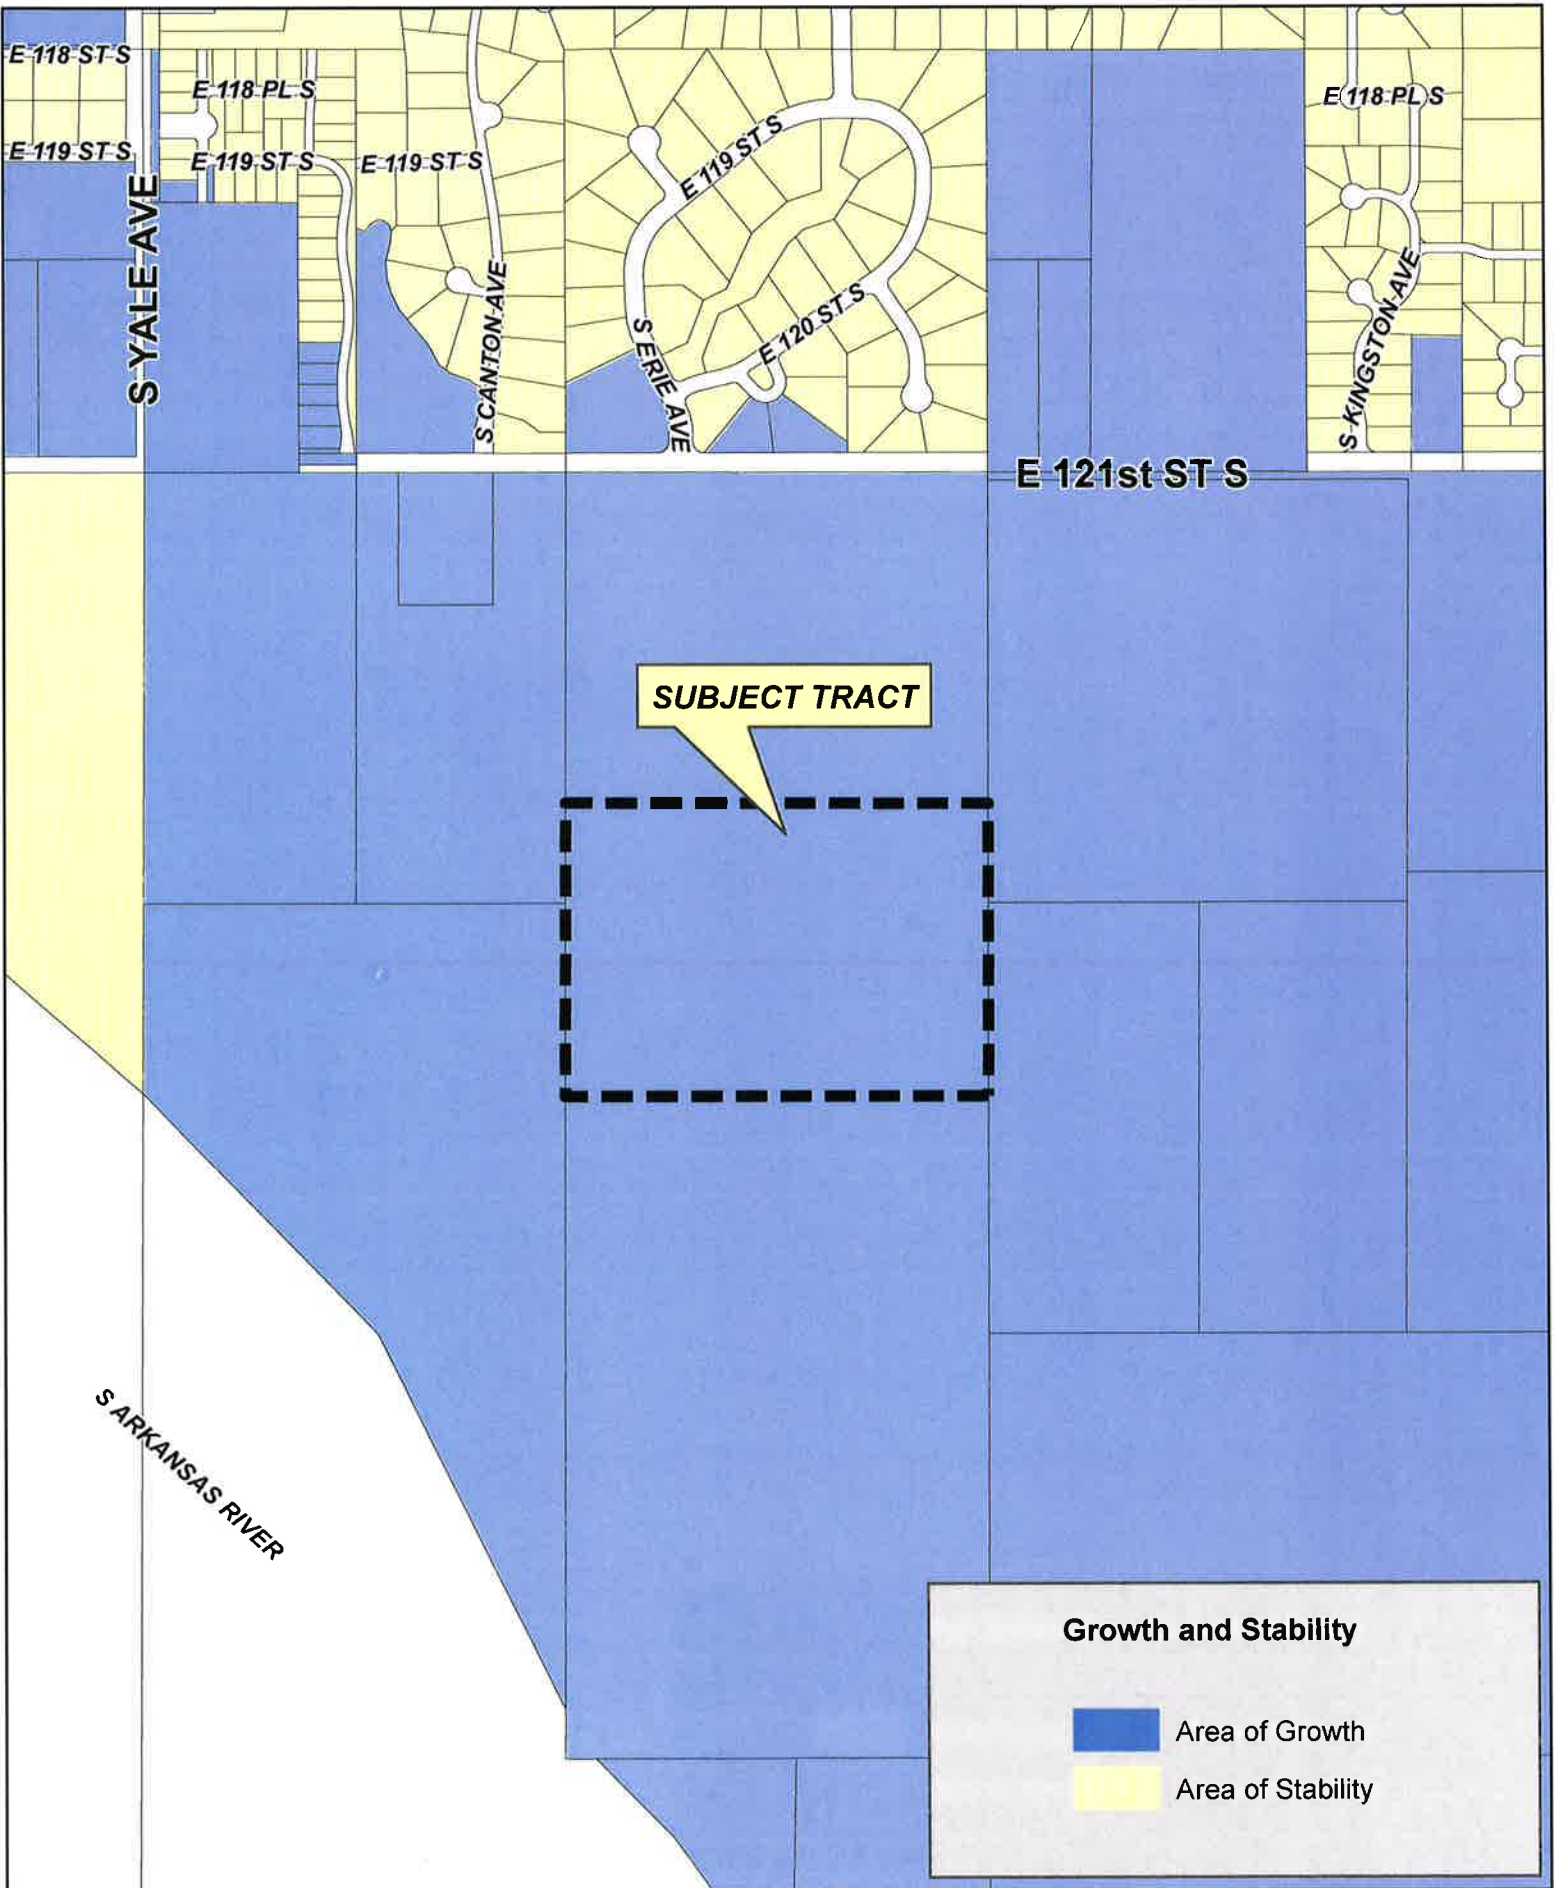 E 118 ST S
E 118 PL S
E 118 PL S
E 119 ST S
E 119 ST S
E 119 ST S
E 119 ST S
S YALE AVE
S CANTON AVE
S ERIE AVE
E 120 ST S
S KINGSTON AVE
E 121st ST S
SUBJECT TRACT
S ARKANSAS RIVER
Growth and Stability
Area of Growth
Area of Stability